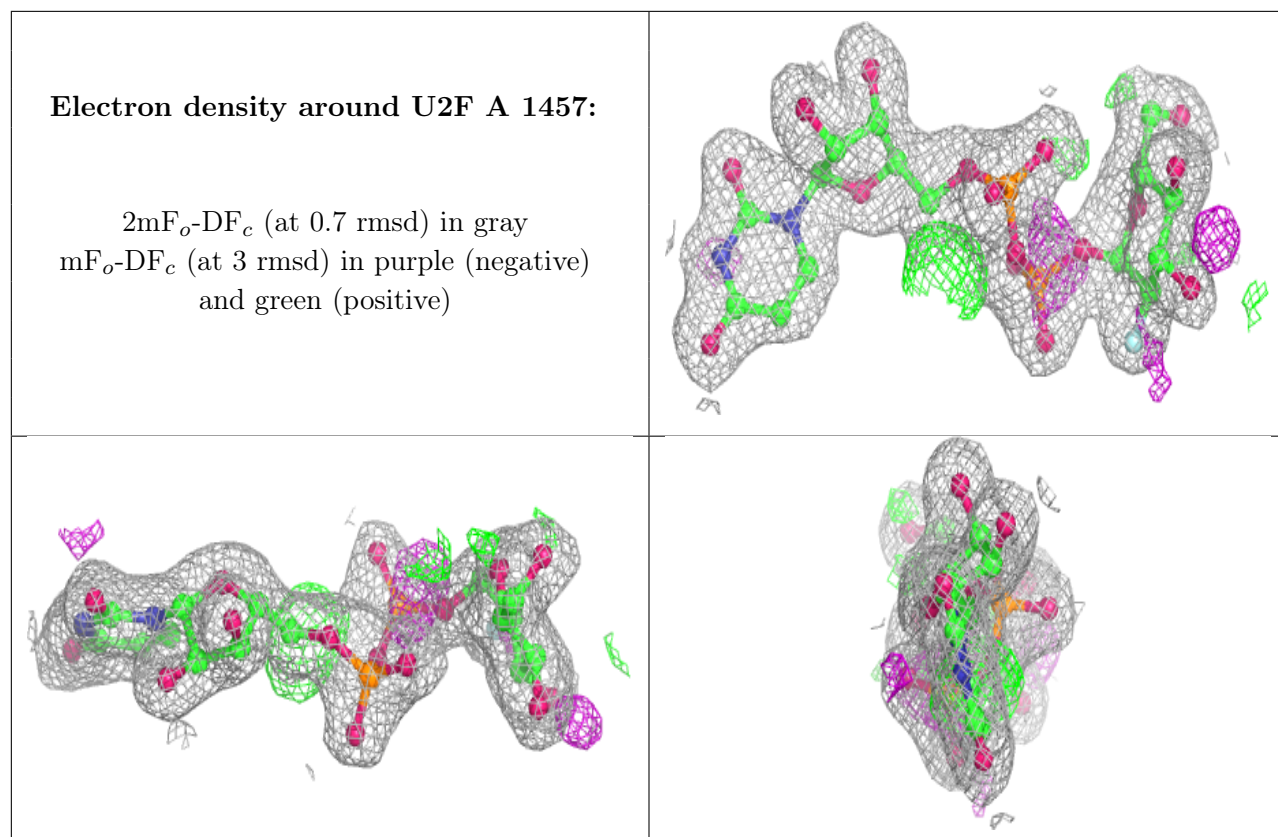 Electron density around U2F A 1457:
2mFₒ-DF𝒸 (at 0.7 rmsd) in gray
mFₒ-DF𝒸 (at 3 rmsd) in purple (negative)
and green (positive)